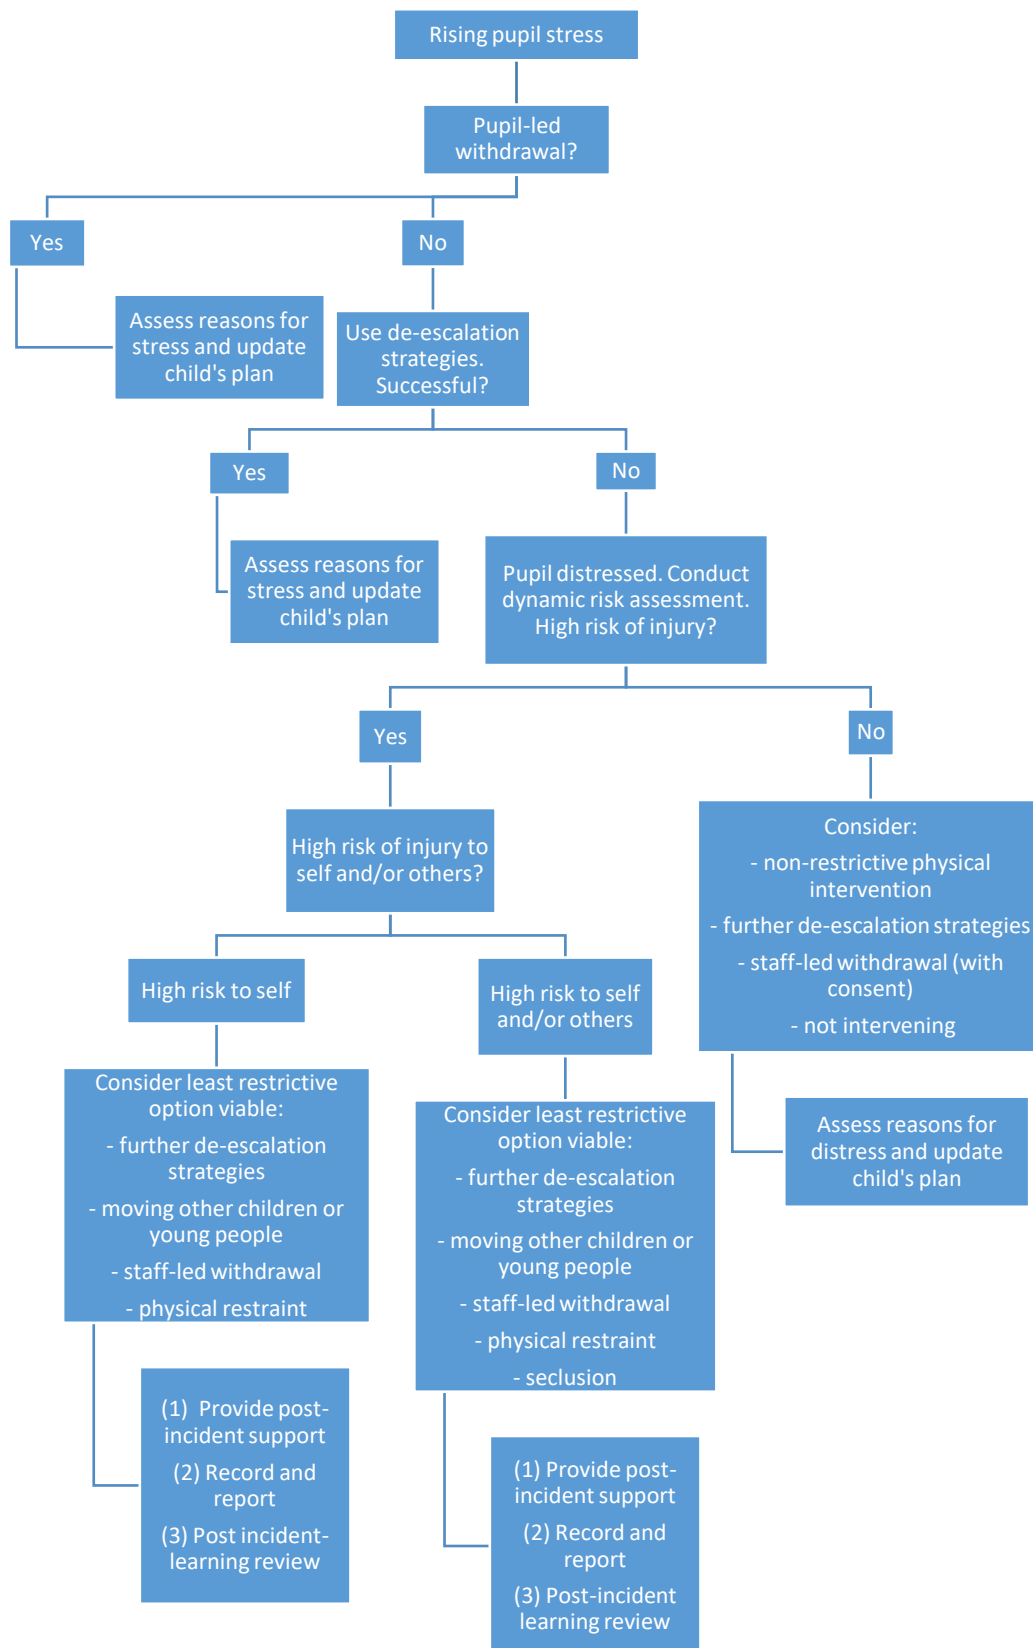 Rising pupil stress
Pupil-led
withdrawal?
Yes
No
Assess reasons for
stress and update
child's plan
Use de-escalation
strategies.
Successful?
Yes
No
Assess reasons for
stress and update
child's plan
Pupil distressed. Conduct
dynamic risk assessment.
High risk of injury?
Yes
No
High risk of injury to
self and/or others?
Consider:
- non-restrictive physical
intervention
- further de-escalation strategies
- staff-led withdrawal (with
consent)
- not intervening
High risk to self
High risk to self
and/or others
Consider least restrictive
option viable:
- further de-escalation
strategies
- moving other children or
young people
- staff-led withdrawal
- physical restraint
Consider least restrictive
option viable:
- further de-escalation
strategies
- moving other children or
young people
- staff-led withdrawal
- physical restraint
- seclusion
Assess reasons for
distress and update
child's plan
(1) Provide post-
incident support
(2) Record and
report
(3) Post incident-
learning review
(1) Provide post-
incident support
(2) Record and
report
(3) Post-incident
learning review